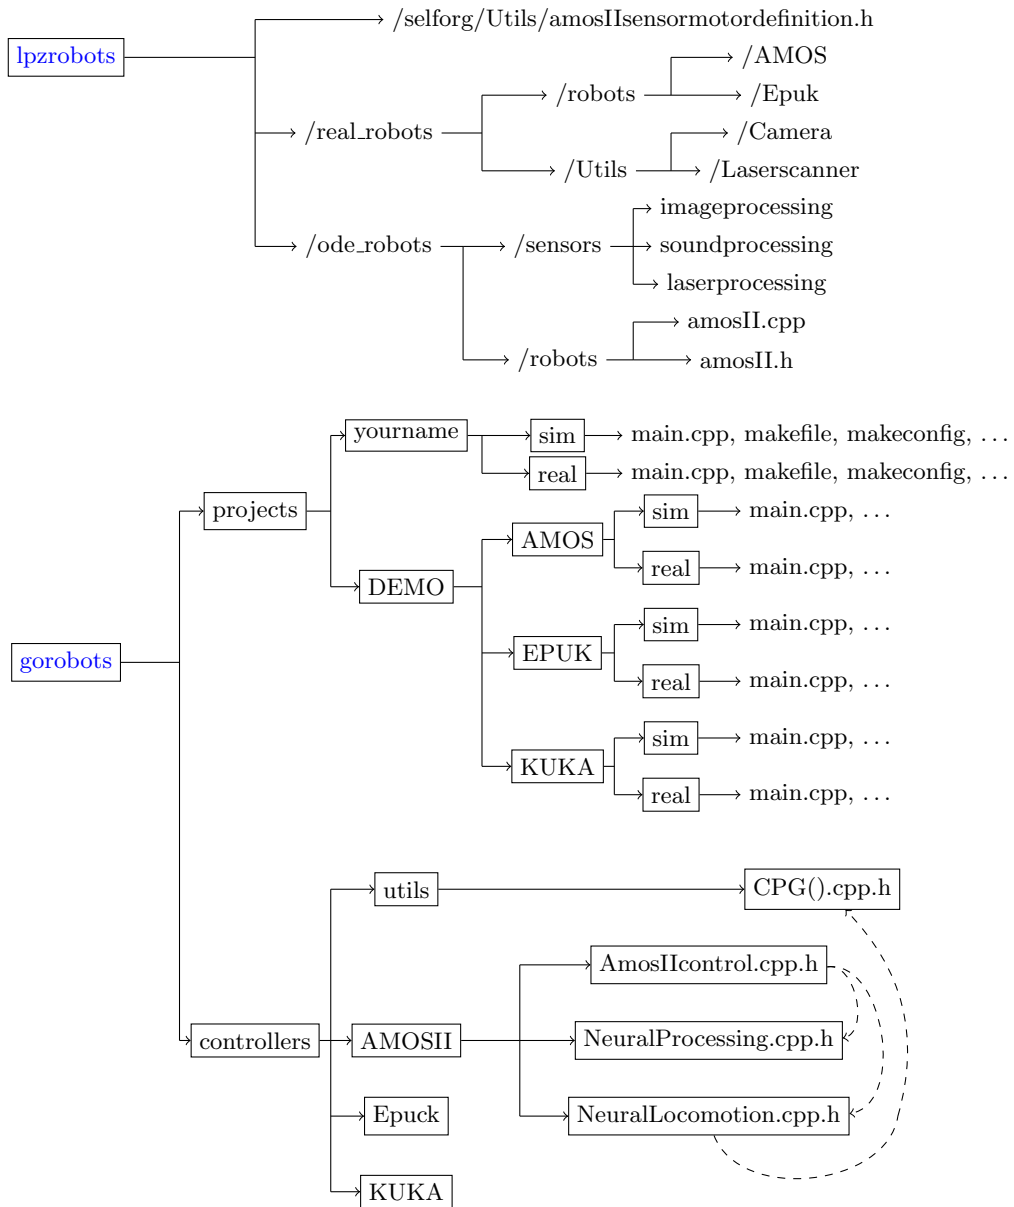 /selforg/Utils/amosIIsensormotordefinition.h
lpzrobots
/AMOS
/robots
/Epuk
/real_robots
/Camera
/Utils
/Laserscanner
imageprocessing
/ode_robots
/sensors
soundprocessing
laserprocessing
amosII.cpp
/robots
amosII.h
yourname
sim
main.cpp, makefile, makeconfig, ...
real
main.cpp, makefile, makeconfig, ...
projects
sim
main.cpp, ...
AMOS
real
main.cpp, ...
DEMO
sim
main.cpp, ...
gorobots
EPUK
real
main.cpp, ...
sim
main.cpp, ...
KUKA
real
main.cpp, ...
utils
CPG().cpp.h
AmosIIcontrol.cpp.h
controllers
AMOSII
NeuralProcessing.cpp.h
Epuck
NeuralLocomotion.cpp.h
KUKA